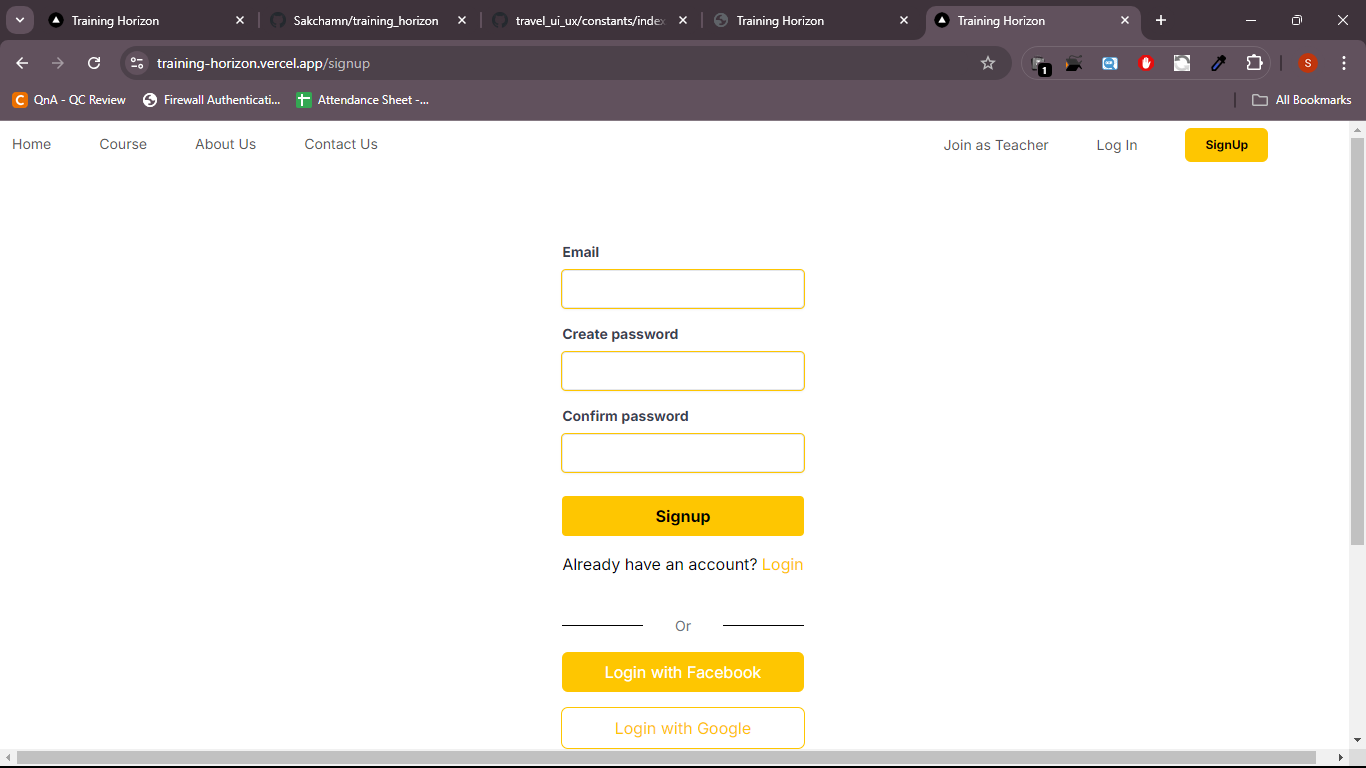 Training Horizon
Sakchamn/training_horizon
travel_ui_ux/constants/index
Training Horizon
Training Horizon
training-horizon.vercel.app/signup
1
S
QnA - QC Review
Firewall Authenticati...
Attendance Sheet -...
All Bookmarks
Home
Course
About Us
Contact Us
Join as Teacher
Log In
SignUp
Email
Create password
Confirm password
Signup
Already have an account? Login
Or
Login with Facebook
Login with Google